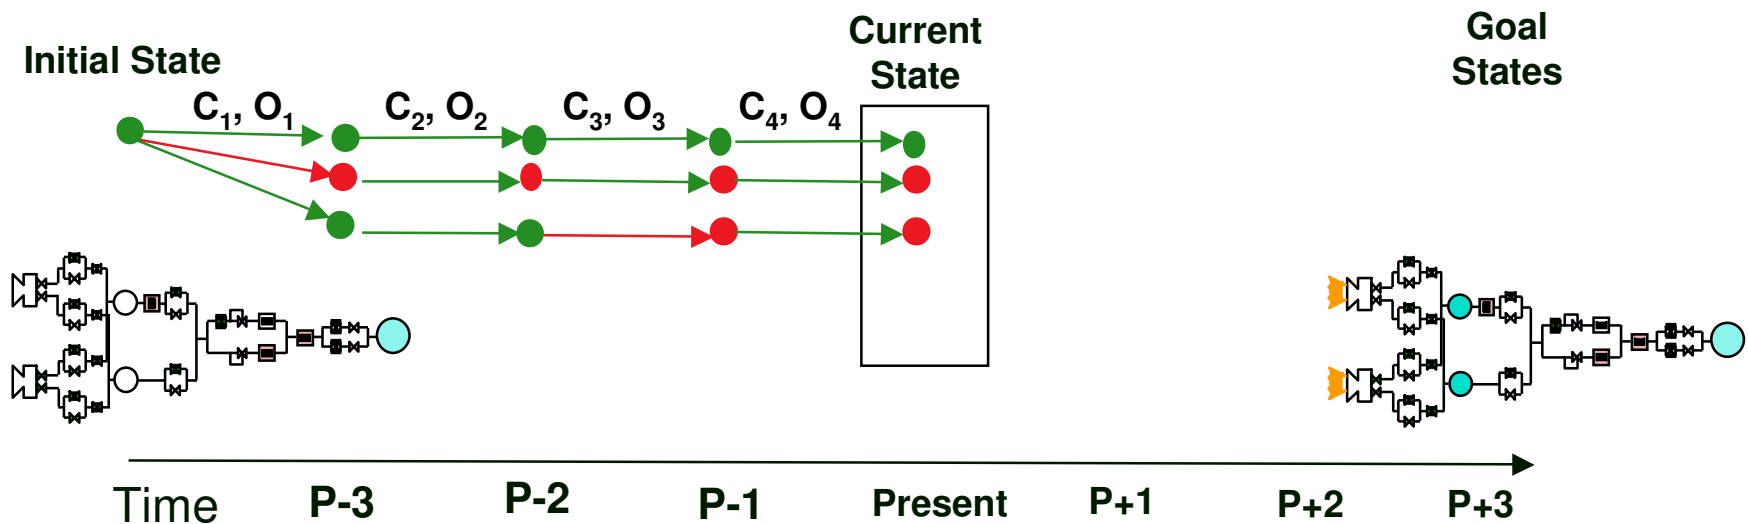 Initial State
Current
State
Goal
States
C1, O1
C2, O2
C3, O3
C4, O4
Time
P-3
P-2
P-1
Present
P+1
P+2
P+3